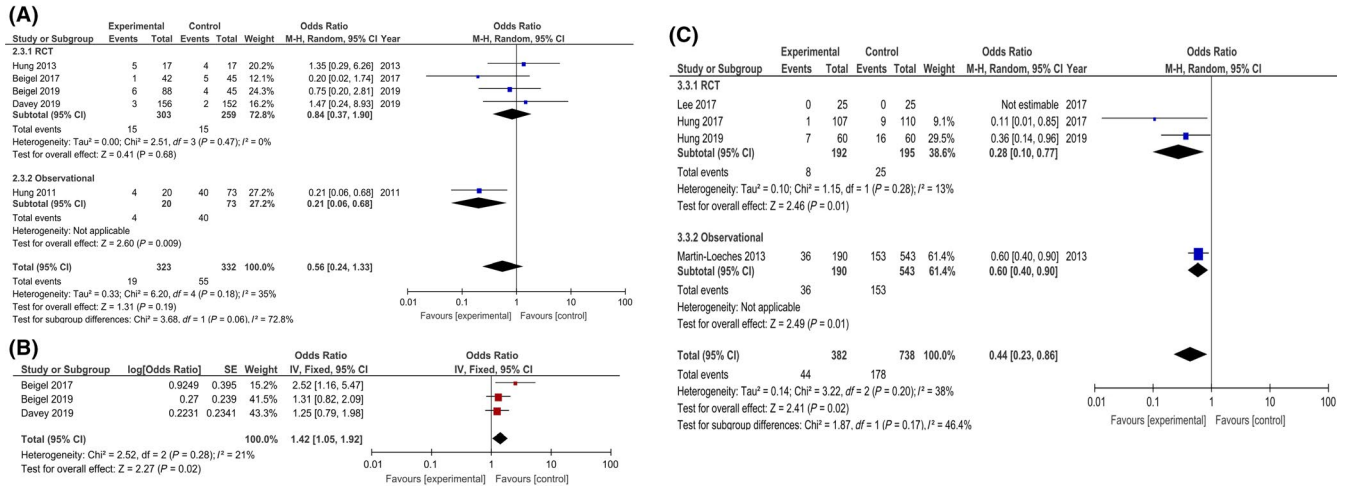 (A)
Experimental Control Odds Ratio Odds Ratio
Study or Subgroup Events Total Events Total Weight M-H, Random, 95% CI Year M-H, Random, 95% CI
2.3.1 RCT
Hung 2013 5 17 4 17 20.2% 1.35 [0.29, 6.26] 2013
Beigel 2017 1 42 5 45 12.1% 0.20 [0.02, 1.74] 2017
Beigel 2019 6 88 4 45 24.3% 0.75 [0.20, 2.81] 2019
Davey 2019 3 156 2 152 16.2% 1.47 [0.24, 8.93] 2019
Subtotal (95% CI) 303 259 72.8% 0.84 [0.37, 1.90]
Total events 15 15
Heterogeneity: Tau² = 0.00; Chi² = 2.51, df = 3 (P = 0.47); I² = 0%
Test for overall effect: Z = 0.41 (P = 0.68)
2.3.2 Observational
Hung 2011 4 20 40 73 27.2% 0.21 [0.06, 0.68] 2011
Subtotal (95% CI) 20 73 27.2% 0.21 [0.06, 0.68]
Total events 4 40
Heterogeneity: Not applicable
Test for overall effect: Z = 2.60 (P = 0.009)
Total (95% CI) 323 332 100.0% 0.56 [0.24, 1.33]
Total events 19 55
Heterogeneity: Tau² = 0.33; Chi² = 6.20, df = 4 (P = 0.18); I² = 35%
Test for overall effect: Z = 1.31 (P = 0.19)
Test for subgroup differences: Chi² = 3.68, df = 1 (P = 0.06), I² = 72.8%
0.01 0.1 1 10 100
Favours [experimental] Favours [control]
(B)
Odds Ratio Odds Ratio
Study or Subgroup log[Odds Ratio] SE Weight IV, Fixed, 95% CI IV, Fixed, 95% CI
Beigel 2017 0.9249 0.395 15.2% 2.52 [1.16, 5.47]
Beigel 2019 0.27 0.239 41.5% 1.31 [0.82, 2.09]
Davey 2019 0.2231 0.2341 43.3% 1.25 [0.79, 1.98]
Total (95% CI) 100.0% 1.42 [1.05, 1.92]
Heterogeneity: Chi² = 2.52, df = 2 (P = 0.28); I² = 21%
Test for overall effect: Z = 2.27 (P = 0.02)
0.01 0.1 1 10 100
Favours [experimental] Favours [control]
(C)
Experimental Control Odds Ratio Odds Ratio
Study or Subgroup Events Total Events Total Weight M-H, Random, 95% CI Year M-H, Random, 95% CI
3.3.1 RCT
Lee 2017 0 25 0 25 Not estimable 2017
Hung 2017 1 107 9 110 9.1% 0.11 [0.01, 0.85] 2017
Hung 2019 7 60 16 60 29.5% 0.36 [0.14, 0.96] 2019
Subtotal (95% CI) 192 195 38.6% 0.28 [0.10, 0.77]
Total events 8 25
Heterogeneity: Tau² = 0.10; Chi² = 1.15, df = 1 (P = 0.28); I² = 13%
Test for overall effect: Z = 2.46 (P = 0.01)
3.3.2 Observational
Martin-Loeches 2013 36 190 153 543 61.4% 0.60 [0.40, 0.90] 2013
Subtotal (95% CI) 190 543 61.4% 0.60 [0.40, 0.90]
Total events 36 153
Heterogeneity: Not applicable
Test for overall effect: Z = 2.49 (P = 0.01)
Total (95% CI) 382 738 100.0% 0.44 [0.23, 0.86]
Total events 44 178
Heterogeneity: Tau² = 0.14; Chi² = 3.22, df = 2 (P = 0.20); I² = 38%
Test for overall effect: Z = 2.41 (P = 0.02)
Test for subgroup differences: Chi² = 1.87, df = 1 (P = 0.17), I² = 46.4%
0.01 0.1 1 10 100
Favours [experimental] Favours [control]